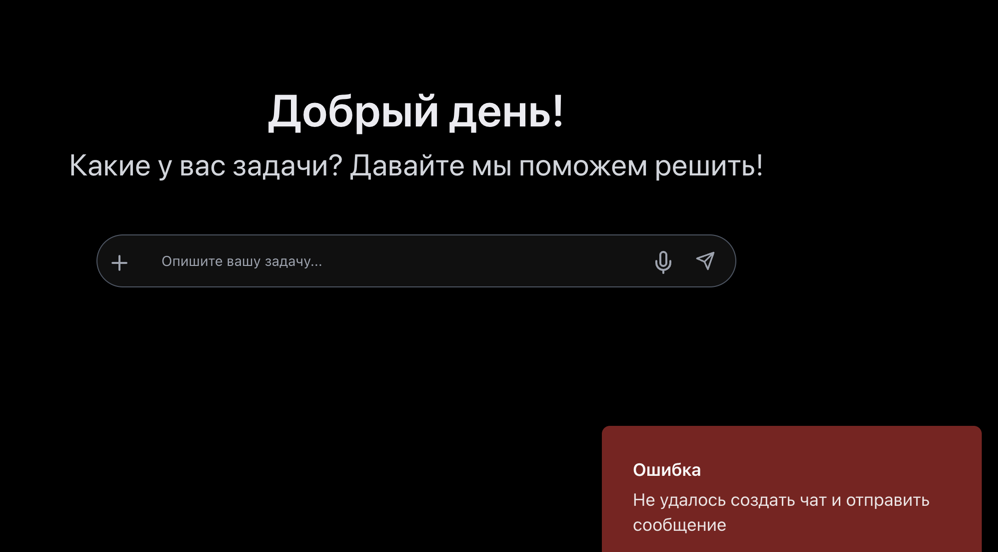 Добрый день!
Какие у вас задачи? Давайте мы поможем решить!
Опишите вашу задачу...
Ошибка
Не удалось создать чат и отправить
сообщение